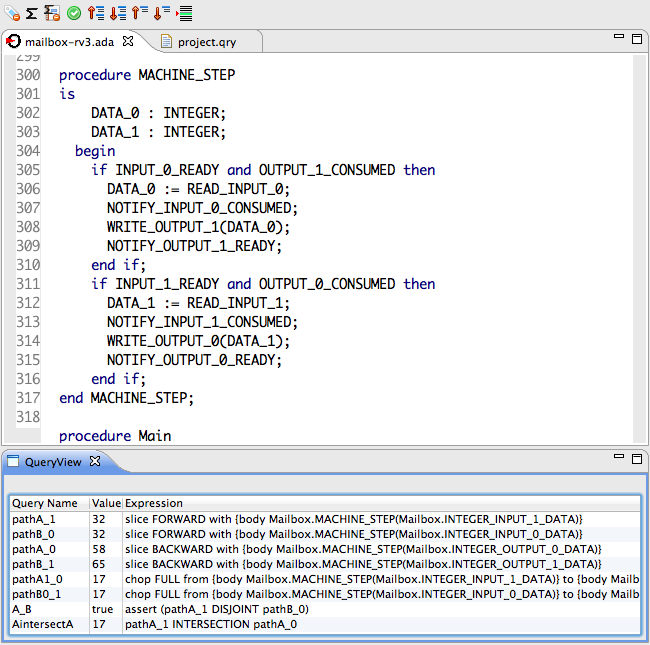 mailbox-rv3.ada
project.qry
299
300 procedure MACHINE_STEP
301 is
302 DATA_0 : INTEGER;
303 DATA_1 : INTEGER;
304 begin
305 if INPUT_0_READY and OUTPUT_1_CONSUMED then
306 DATA_0 := READ_INPUT_0;
307 NOTIFY_INPUT_0_CONSUMED;
308 WRITE_OUTPUT_1(DATA_0);
309 NOTIFY_OUTPUT_1_READY;
310 end if;
311 if INPUT_1_READY and OUTPUT_0_CONSUMED then
312 DATA_1 := READ_INPUT_1;
313 NOTIFY_INPUT_1_CONSUMED;
314 WRITE_OUTPUT_0(DATA_1);
315 NOTIFY_OUTPUT_0_READY;
316 end if;
317 end MACHINE_STEP;
318
procedure Main
QueryView
Query Name Value Expression
pathA_1 32 slice FORWARD with {body Mailbox.MACHINE_STEP(Mailbox.INTEGER_INPUT_1_DATA)}
pathB_0 32 slice FORWARD with {body Mailbox.MACHINE_STEP(Mailbox.INTEGER_INPUT_0_DATA)}
pathA_0 58 slice BACKWARD with {body Mailbox.MACHINE_STEP(Mailbox.INTEGER_OUTPUT_0_DATA)}
pathB_1 65 slice BACKWARD with {body Mailbox.MACHINE_STEP(Mailbox.INTEGER_OUTPUT_1_DATA)}
pathA1_0 17 chop FULL from {body Mailbox.MACHINE_STEP(Mailbox.INTEGER_INPUT_1_DATA)} to {body Mailb
pathB0_1 17 chop FULL from {body Mailbox.MACHINE_STEP(Mailbox.INTEGER_INPUT_0_DATA)} to {body Mailb
A_B true assert (pathA_1 DISJOINT pathB_0)
AintersectA 17 pathA_1 INTERSECTION pathA_0